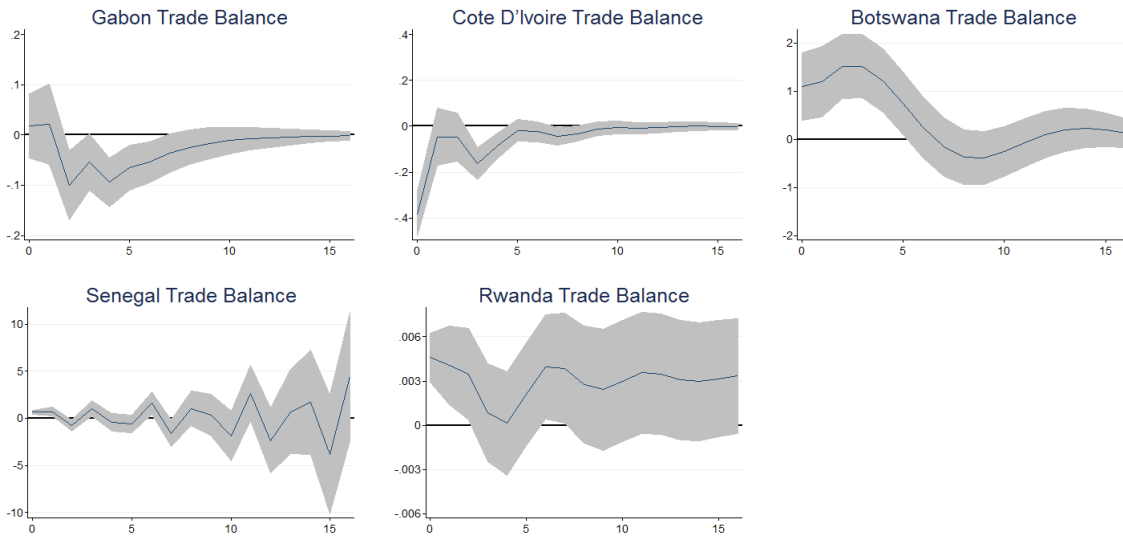 Gabon Trade Balance
.2
.1
0
-.1
-.2
0 5 10 15
Cote D'Ivoire Trade Balance
.4
.2
0
-.2
-.4
0 5 10 15
Botswana Trade Balance
2
1
0
-1
-2
0 5 10 15
Senegal Trade Balance
10
5
0
-5
-10
0 5 10 15
Rwanda Trade Balance
.006
.003
0
-.003
-.006
0 5 10 15